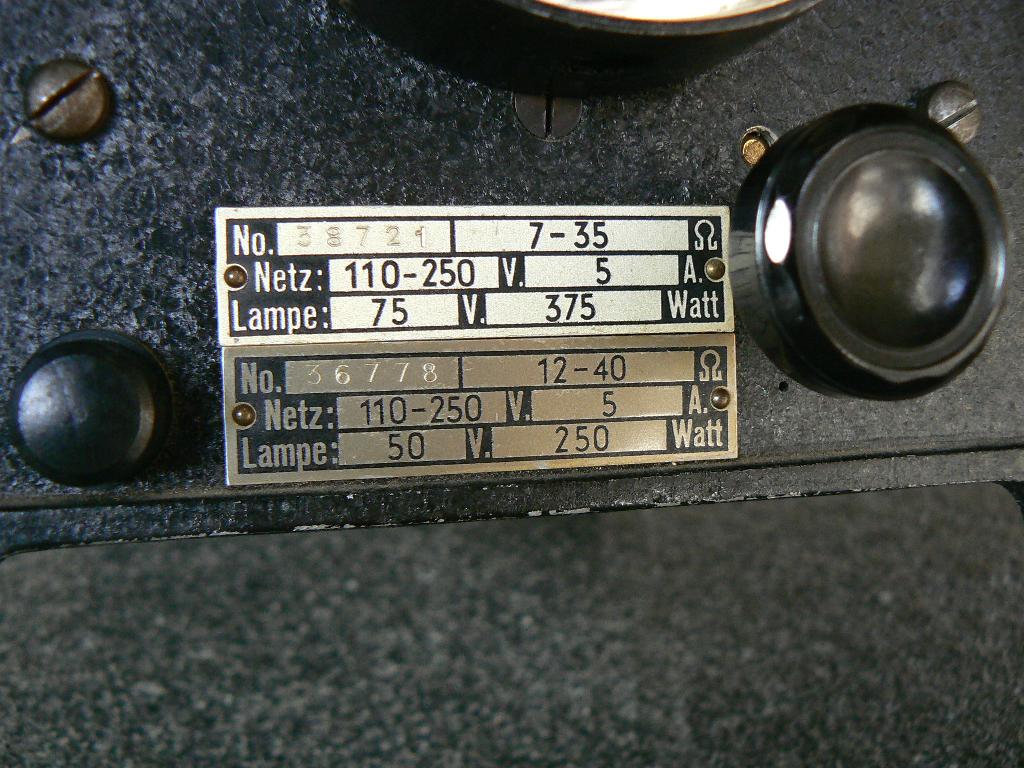 No. 38721 7-35 Ω
Netz: 110-250 V. 5 A.
Lampe: 75 V. 375 Watt
No. 36778 12-40 Ω
Netz: 110-250 V. 5 A.
Lampe: 50 V. 250 Watt